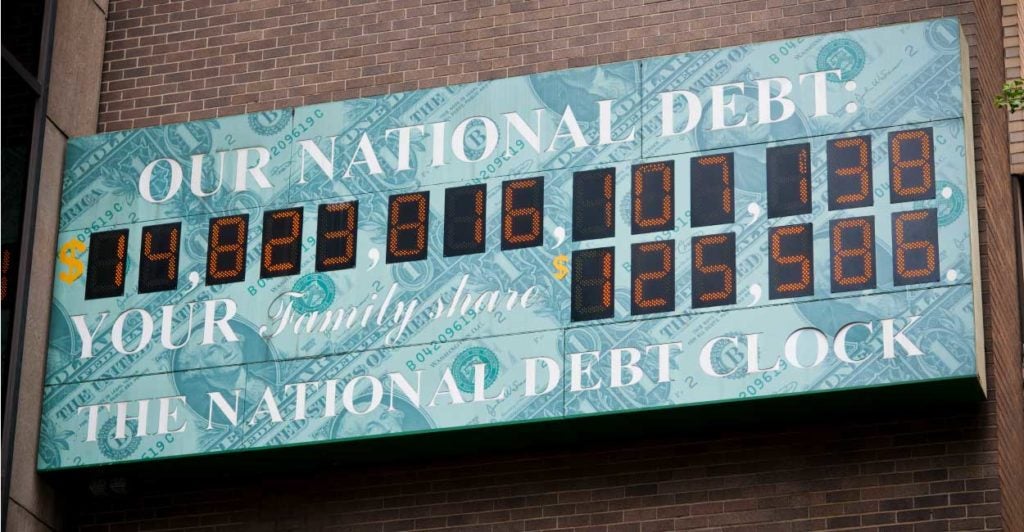 OUR NATIONAL DEBT:
$14,823,816,107,138.
YOUR Family share $125,586.
THE NATIONAL DEBT CLOCK